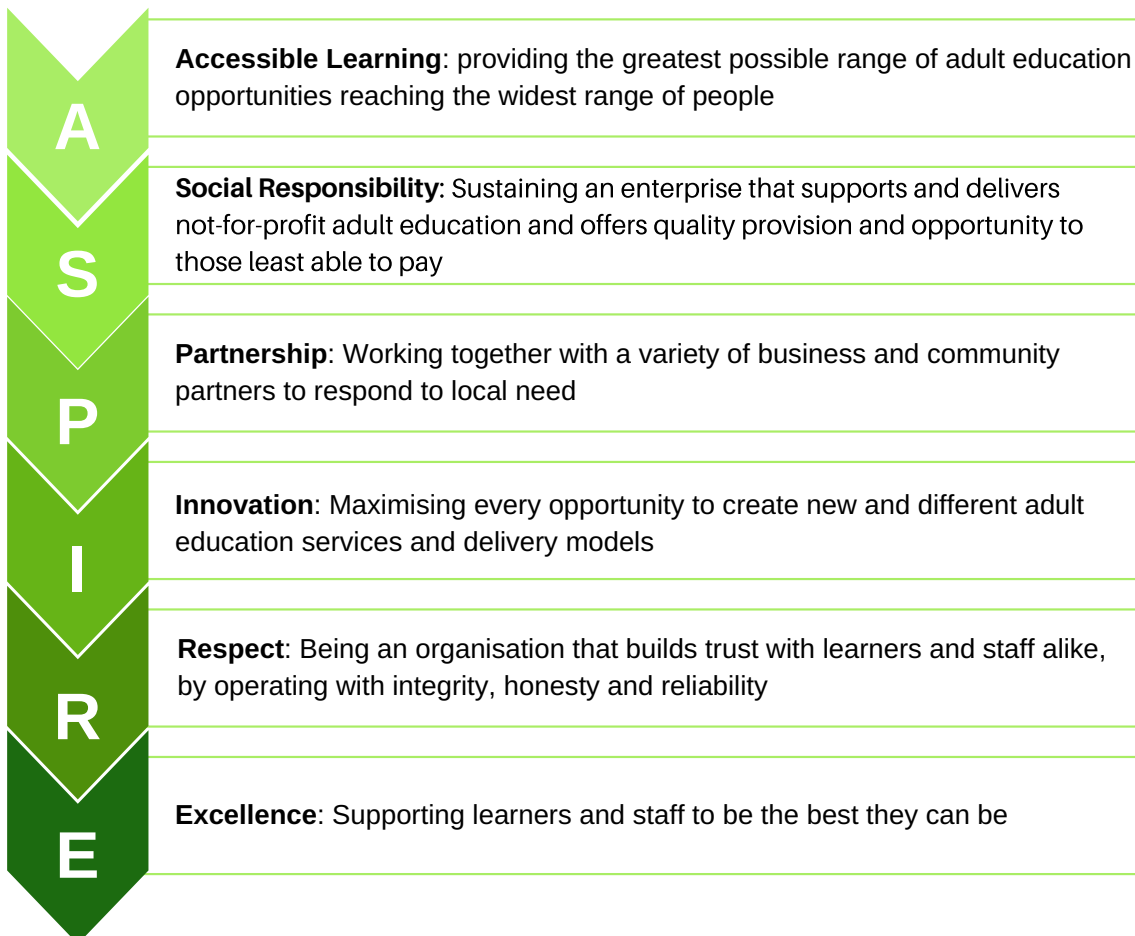 A
Accessible Learning: providing the greatest possible range of adult education
opportunities reaching the widest range of people
S
Social Responsibility: Sustaining an enterprise that supports and delivers
not-for-profit adult education and offers quality provision and opportunity to
those least able to pay
P
Partnership: Working together with a variety of business and community
partners to respond to local need
I
Innovation: Maximising every opportunity to create new and different adult
education services and delivery models
R
Respect: Being an organisation that builds trust with learners and staff alike,
by operating with integrity, honesty and reliability
E
Excellence: Supporting learners and staff to be the best they can be